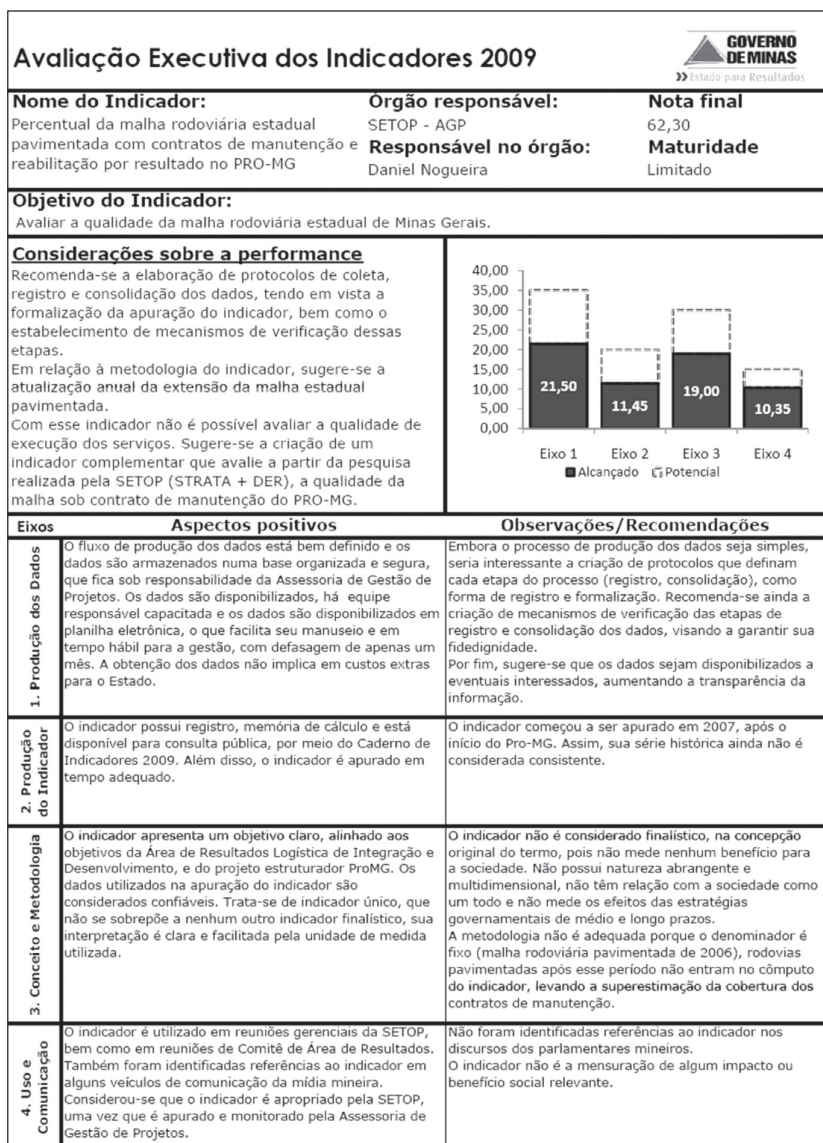 Avaliação Executiva dos Indicadores 2009
GOVERNO
DE MINAS
Estado para Resultados
Nome do Indicador:
Percentual da malha rodoviária estadual
pavimentada com contratos de manutenção e
reabilitação por resultado no PRO-MG
Órgão responsável:
SETOP - AGP
Responsável no órgão:
Daniel Nogueira
Nota final
62,30
Maturidade
Limitado
Objetivo do Indicador:
Avaliar a qualidade da malha rodoviária estadual de Minas Gerais.
Considerações sobre a performance
Recomenda-se a elaboração de protocolos de coleta,
registro e consolidação dos dados, tendo em vista a
formalização da apuração do indicador, bem como o
estabelecimento de mecanismos de verificação dessas
etapas.
Em relação à metodologia do indicador, sugere-se a
atualização anual da extensão da malha estadual
pavimentada.
Com esse indicador não é possível avaliar a qualidade de
execução dos serviços. Sugere-se a criação de um
indicador complementar que avalie a partir da pesquisa
realizada pela SETOP (STRATA + DER), a qualidade da
malha sob contrato de manutenção do PRO-MG.
40,00
35,00
30,00
25,00
20,00
15,00
10,00
5,00
0,00
21,50
11,45
19,00
10,35
Eixo 1 Eixo 2 Eixo 3 Eixo 4
Alcançado Potencial
Eixos Aspectos positivos Observações/Recomendações
1. Produção dos Dados
O fluxo de produção dos dados está bem definido e os
dados são armazenados numa base organizada e segura,
que fica sob responsabilidade da Assessoria de Gestão de
Projetos. Os dados são disponibilizados, há equipe
responsável capacitada e os dados são disponibilizados em
planilha eletrônica, o que facilita seu manuseio e em
tempo hábil para a gestão, com defasagem de apenas um
mês. A obtenção dos dados não implica em custos extras
para o Estado.
Embora o processo de produção dos dados seja simples,
seria interessante a criação de protocolos que definam
cada etapa do processo (registro, consolidação), como
forma de registro e formalização. Recomenda-se ainda a
criação de mecanismos de verificação das etapas de
registro e consolidação dos dados, visando a garantir sua
fidedignidade.
Por fim, sugere-se que os dados sejam disponibilizados a
eventuais interessados, aumentando a transparência da
informação.
2. Produção
do Indicador
O indicador possui registro, memória de cálculo e está
disponível para consulta pública, por meio do Caderno de
Indicadores 2009. Além disso, o indicador é apurado em
tempo adequado.
O indicador começou a ser apurado em 2007, após o
início do Pro-MG. Assim, sua série histórica ainda não é
considerada consistente.
3. Conceito e Metodologia
O indicador apresenta um objetivo claro, alinhado aos
objetivos da Área de Resultados Logística de Integração e
Desenvolvimento, e do projeto estruturador ProMG. Os
dados utilizados na apuração do indicador são
considerados confiáveis. Trata-se de indicador único, que
não se sobrepõe a nenhum outro indicador finalístico, sua
interpretação é clara e facilitada pela unidade de medida
utilizada.
O indicador não é considerado finalístico, na concepção
original do termo, pois não mede nenhum benefício para
a sociedade. Não possui natureza abrangente e
multidimensional, não têm relação com a sociedade como
um todo e não mede os efeitos das estratégias
governamentais de médio e longo prazos.
A metodologia não é adequada porque o denominador é
fixo (malha rodoviária pavimentada de 2006), rodovias
pavimentadas após esse período não entram no cômputo
do indicador, levando a superestimação da cobertura dos
contratos de manutenção.
4. Uso e
Comunicação
O indicador é utilizado em reuniões gerenciais da SETOP,
bem como em reuniões de Comitê de Área de Resultados.
Também foram identificadas referências ao indicador em
alguns veículos de comunicação da mídia mineira.
Considerou-se que o indicador é apropriado pela SETOP,
uma vez que é apurado e monitorado pela Assessoria de
Gestão de Projetos.
Não foram identificadas referências ao indicador nos
discursos dos parlamentares mineiros.
O indicador não é a mensuração de algum impacto ou
benefício social relevante.